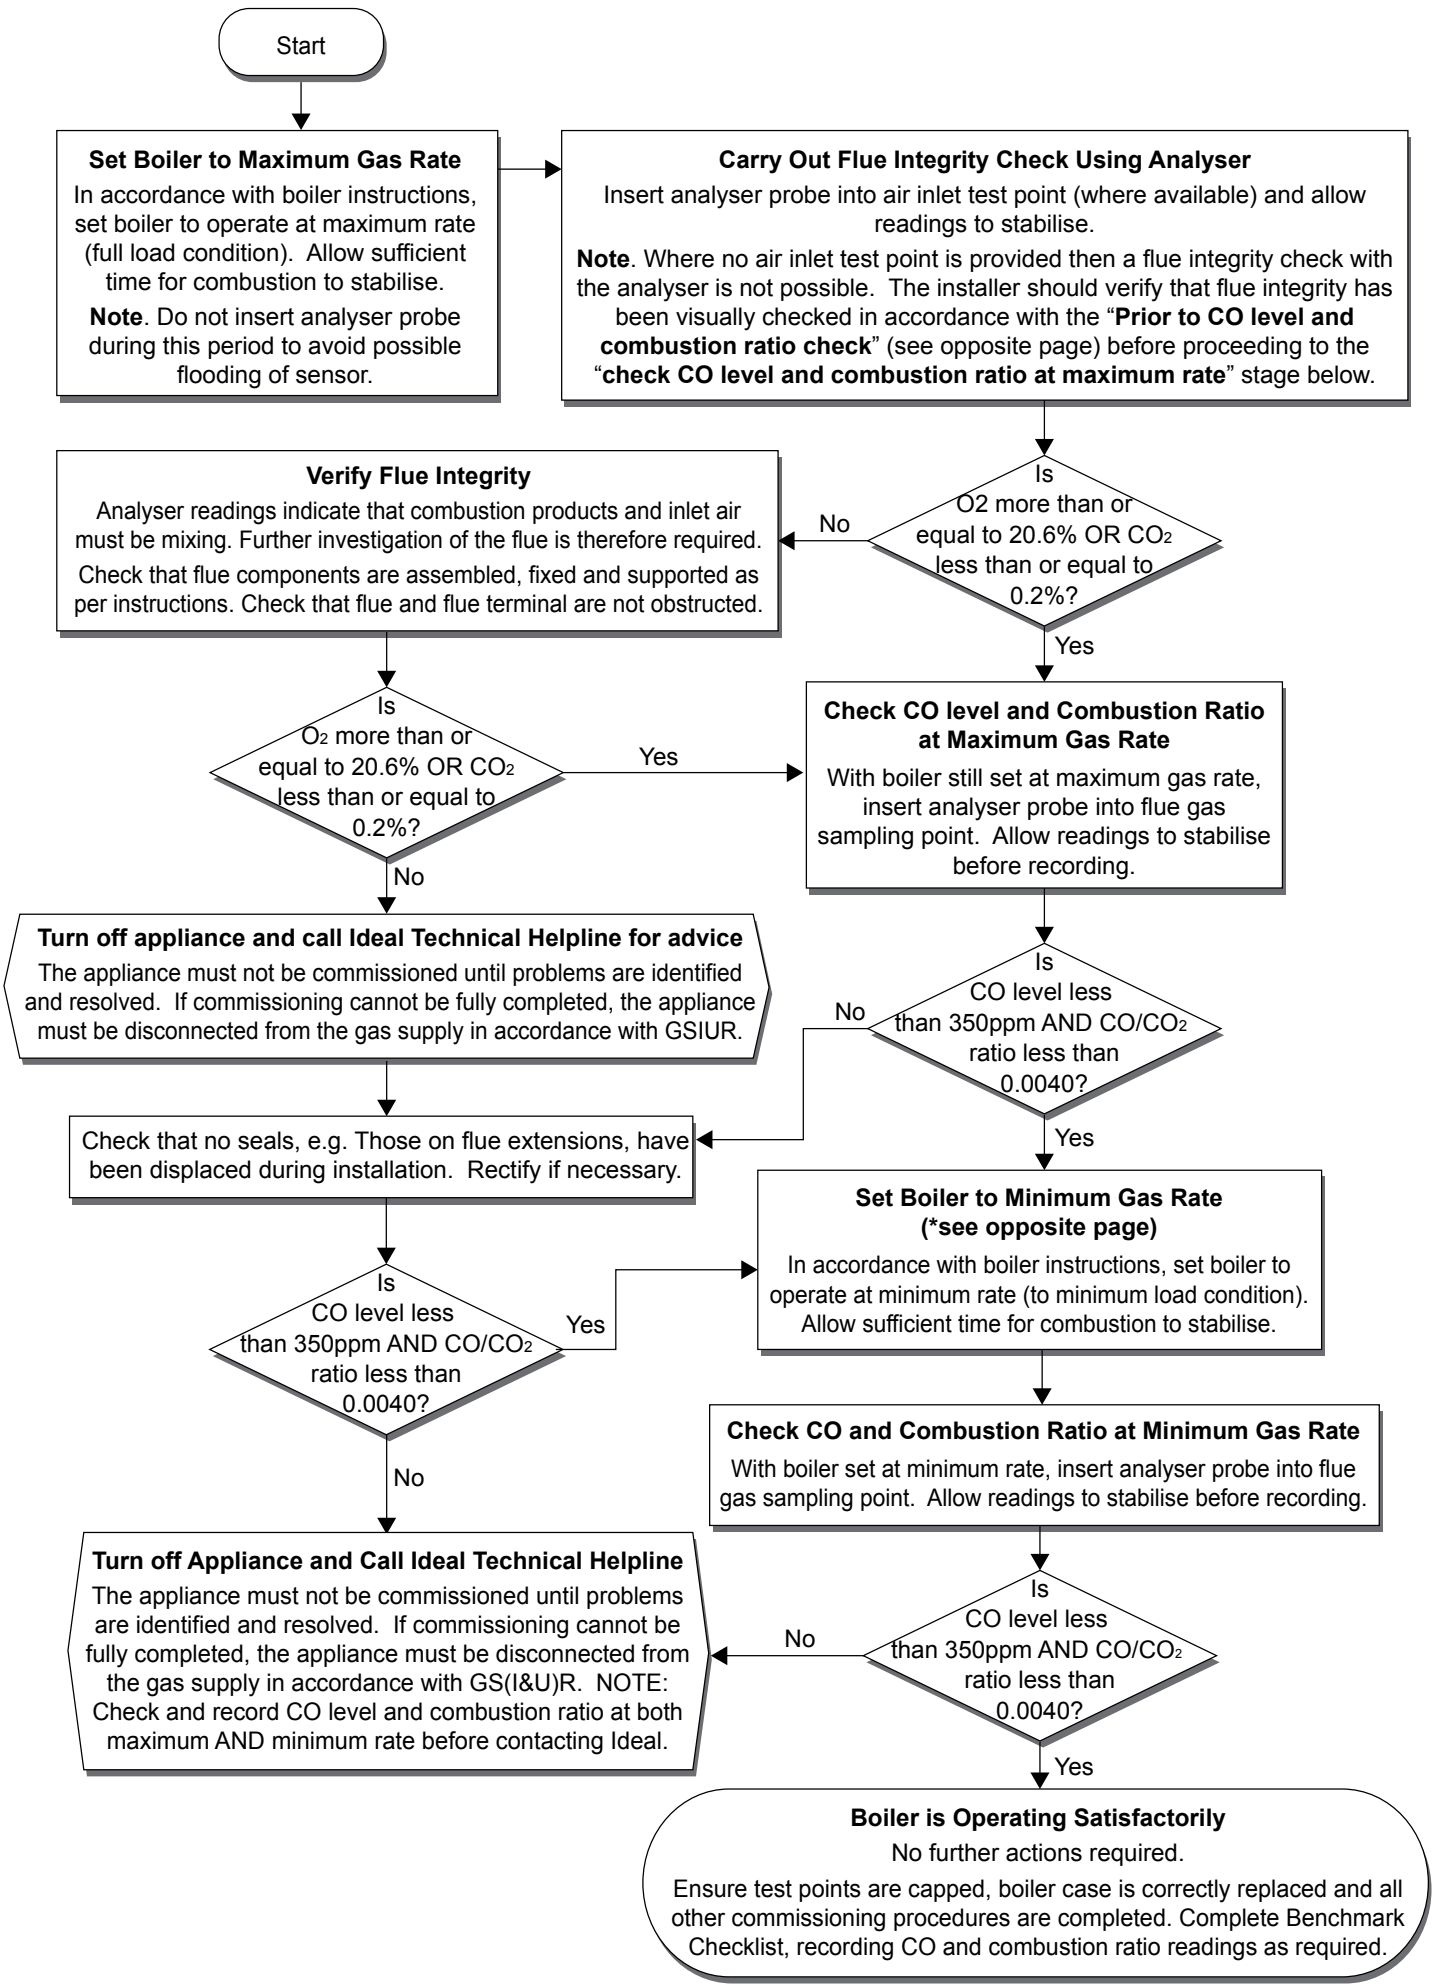 Start
Set Boiler to Maximum Gas Rate
In accordance with boiler instructions,
set boiler to operate at maximum rate
(full load condition). Allow sufficient
time for combustion to stabilise.
Note. Do not insert analyser probe
during this period to avoid possible
flooding of sensor.
Carry Out Flue Integrity Check Using Analyser
Insert analyser probe into air inlet test point (where available) and allow
readings to stabilise.
Note. Where no air inlet test point is provided then a flue integrity check with
the analyser is not possible. The installer should verify that flue integrity has
been visually checked in accordance with the “Prior to CO level and
combustion ratio check” (see opposite page) before proceeding to the
“check CO level and combustion ratio at maximum rate” stage below.
Is
O2 more than or
equal to 20.6% OR CO2
less than or equal to
0.2%?
No
Yes
Verify Flue Integrity
Analyser readings indicate that combustion products and inlet air
must be mixing. Further investigation of the flue is therefore required.
Check that flue components are assembled, fixed and supported as
per instructions. Check that flue and flue terminal are not obstructed.
Is
O2 more than or
equal to 20.6% OR CO2
less than or equal to
0.2%?
Yes
No
Check CO level and Combustion Ratio
at Maximum Gas Rate
With boiler still set at maximum gas rate,
insert analyser probe into flue gas
sampling point. Allow readings to stabilise
before recording.
Turn off appliance and call Ideal Technical Helpline for advice
The appliance must not be commissioned until problems are identified
and resolved. If commissioning cannot be fully completed, the appliance
must be disconnected from the gas supply in accordance with GSIUR.
Is
CO level less
than 350ppm AND CO/CO2
ratio less than
0.0040?
No
Yes
Check that no seals, e.g. Those on flue extensions, have
been displaced during installation. Rectify if necessary.
Set Boiler to Minimum Gas Rate
(*see opposite page)
In accordance with boiler instructions, set boiler to
operate at minimum rate (to minimum load condition).
Allow sufficient time for combustion to stabilise.
Is
CO level less
than 350ppm AND CO/CO2
ratio less than
0.0040?
Yes
No
Check CO and Combustion Ratio at Minimum Gas Rate
With boiler set at minimum rate, insert analyser probe into flue
gas sampling point. Allow readings to stabilise before recording.
Turn off Appliance and Call Ideal Technical Helpline
The appliance must not be commissioned until problems
are identified and resolved. If commissioning cannot be
fully completed, the appliance must be disconnected from
the gas supply in accordance with GS(I&U)R. NOTE:
Check and record CO level and combustion ratio at both
maximum AND minimum rate before contacting Ideal.
Is
CO level less
than 350ppm AND CO/CO2
ratio less than
0.0040?
No
Yes
Boiler is Operating Satisfactorily
No further actions required.
Ensure test points are capped, boiler case is correctly replaced and all
other commissioning procedures are completed. Complete Benchmark
Checklist, recording CO and combustion ratio readings as required.